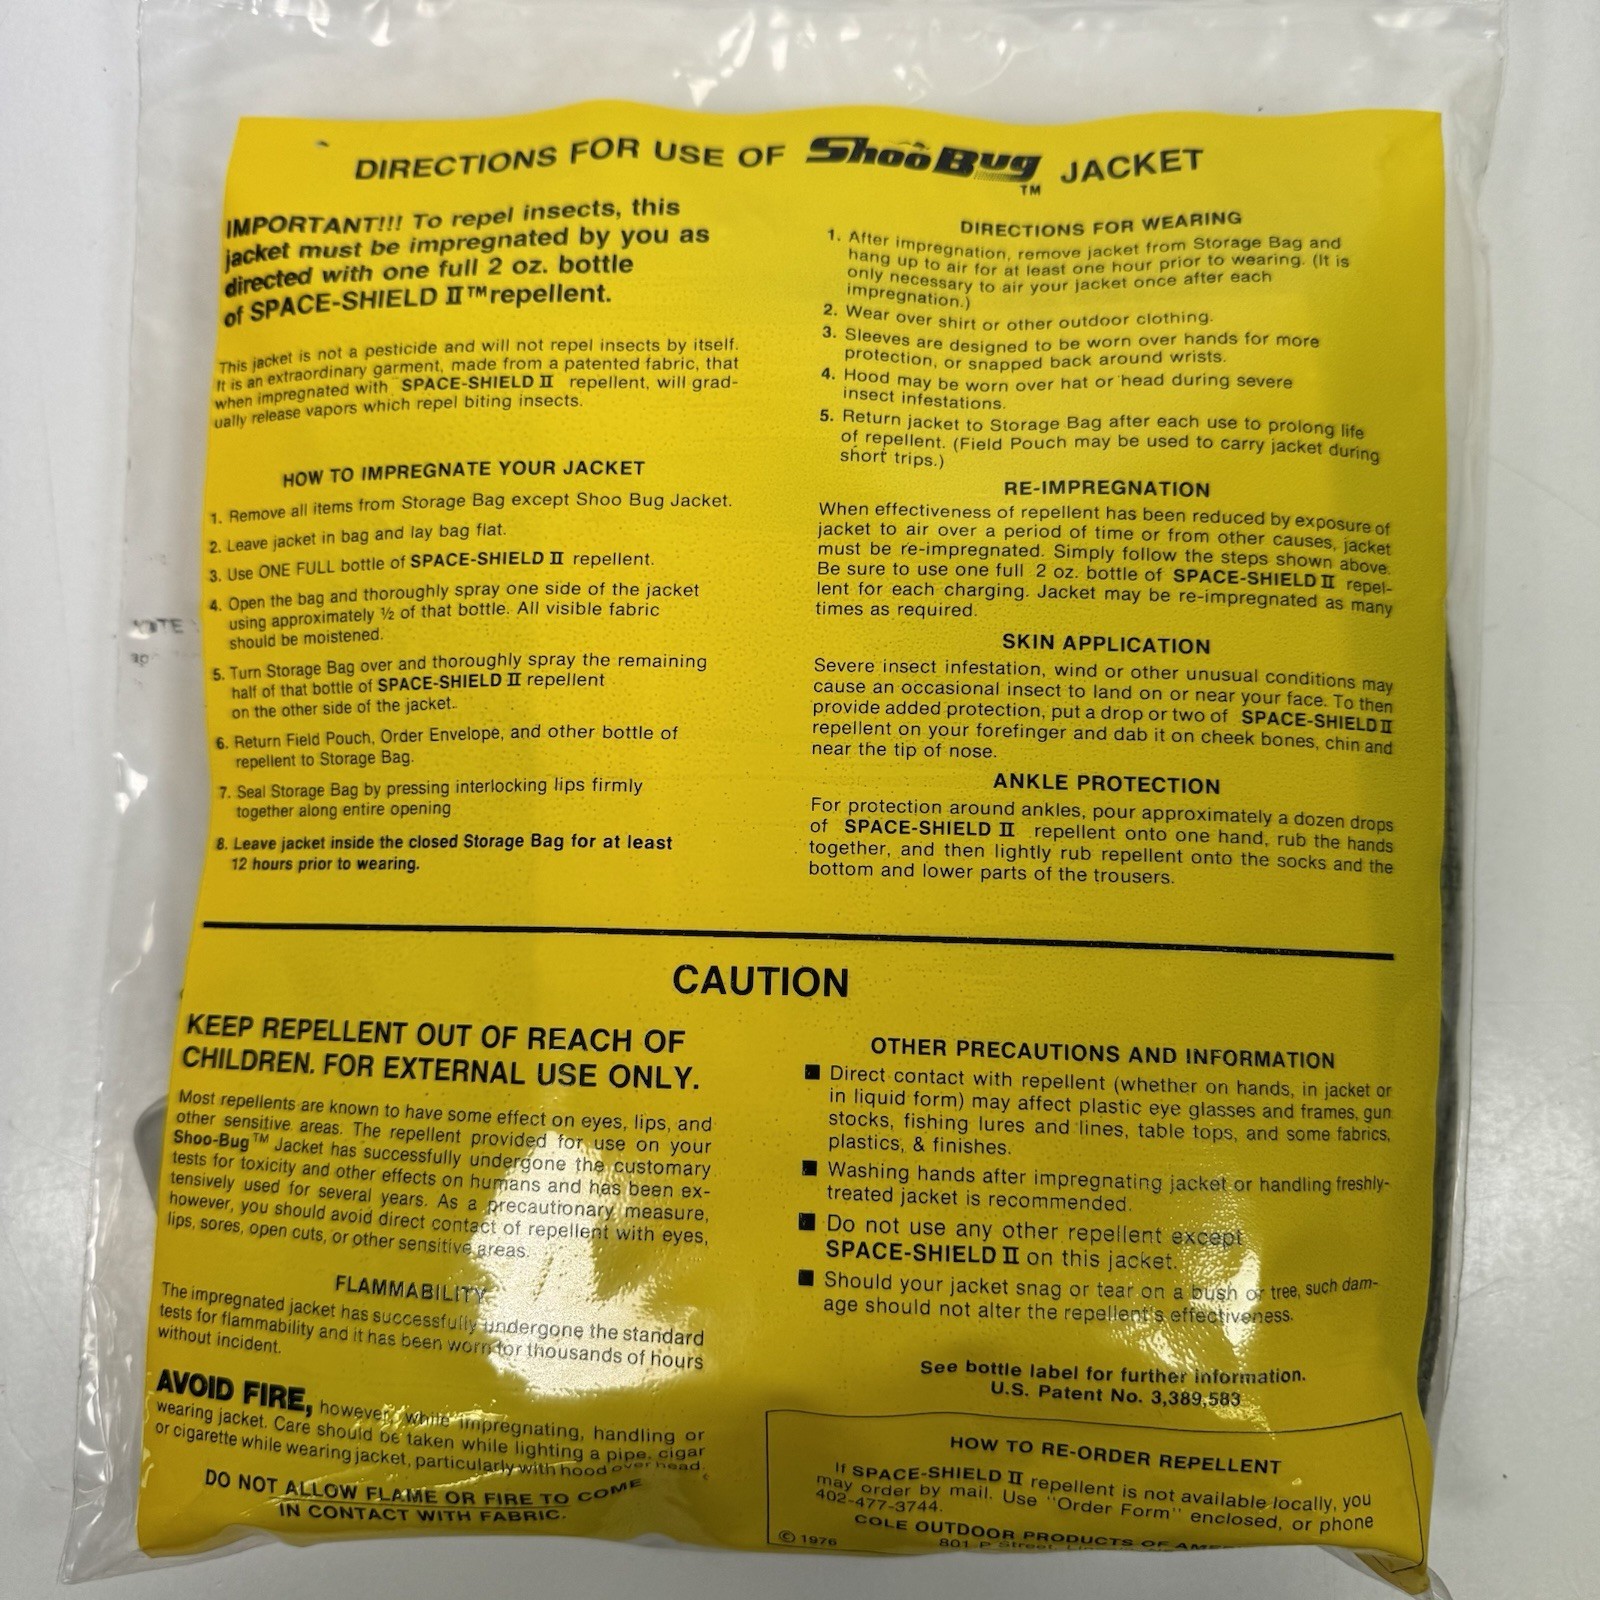 DIRECTIONS FOR USE OF ShooBug™ JACKET
IMPORTANT!!! To repel insects, this
jacket must be impregnated by you as
directed with one full 2 oz. bottle
of SPACE-SHIELD II™ repellent.
This jacket is not a pesticide and will not repel insects by itself.
It is an extraordinary garment, made from a patented fabric, that
when impregnated with SPACE-SHIELD II repellent, will grad-
ually release vapors which repel biting insects.
HOW TO IMPREGNATE YOUR JACKET
1. Remove all items from Storage Bag except Shoo Bug Jacket.
2. Leave jacket in bag and lay bag flat.
3. Use ONE FULL bottle of SPACE-SHIELD II repellent.
4. Open the bag and thoroughly spray one side of the jacket
using approximately ½ of that bottle. All visible fabric
should be moistened.
5. Turn Storage Bag over and thoroughly spray the remaining
half of that bottle of SPACE-SHIELD II repellent
on the other side of the jacket.
6. Return Field Pouch, Order Envelope, and other bottle of
repellent to Storage Bag.
7. Seal Storage Bag by pressing interlocking lips firmly
together along entire opening
8. Leave jacket inside the closed Storage Bag for at least
12 hours prior to wearing.
DIRECTIONS FOR WEARING
1. After impregnation, remove jacket from Storage Bag and
hang up to air for at least one hour prior to wearing. (It is
only necessary to air your jacket once after each
impregnation.)
2. Wear over shirt or other outdoor clothing.
3. Sleeves are designed to be worn over hands for more
protection, or snapped back around wrists.
4. Hood may be worn over hat or head during severe
insect infestations.
5. Return jacket to Storage Bag after each use to prolong life
of repellent. (Field Pouch may be used to carry jacket during
short trips.)
RE-IMPREGNATION
When effectiveness of repellent has been reduced by exposure of
jacket to air over a period of time or from other causes, jacket
must be re-impregnated. Simply follow the steps shown above.
Be sure to use one full 2 oz. bottle of SPACE-SHIELD II repel-
lent for each charging. Jacket may be re-impregnated as many
times as required.
SKIN APPLICATION
Severe insect infestation, wind or other unusual conditions may
cause an occasional insect to land on or near your face. To then
provide added protection, put a drop or two of SPACE-SHIELD II
repellent on your forefinger and dab it on cheek bones, chin and
near the tip of nose.
ANKLE PROTECTION
For protection around ankles, pour approximately a dozen drops
of SPACE-SHIELD II repellent onto one hand, rub the hands
together, and then lightly rub repellent onto the socks and the
bottom and lower parts of the trousers.
CAUTION
KEEP REPELLENT OUT OF REACH OF
CHILDREN. FOR EXTERNAL USE ONLY.
Most repellents are known to have some effect on eyes, lips, and
other sensitive areas. The repellent provided for use on your
Shoo-Bug™ Jacket has successfully undergone the customary
tests for toxicity and other effects on humans and has been ex-
tensively used for several years. As a precautionary measure,
however, you should avoid direct contact of repellent with eyes,
lips, sores, open cuts, or other sensitive areas.
FLAMMABILITY
The impregnated jacket has successfully undergone the standard
tests for flammability and it has been worn for thousands of hours
without incident.
AVOID FIRE, however, while impregnating, handling or
wearing jacket. Care should be taken while lighting a pipe, cigar
or cigarette while wearing jacket, particularly with hood over head.
DO NOT ALLOW FLAME OR FIRE TO COME
IN CONTACT WITH FABRIC.
OTHER PRECAUTIONS AND INFORMATION
■ Direct contact with repellent (whether on hands, in jacket or
in liquid form) may affect plastic eye glasses and frames, gun
stocks, fishing lures and lines, table tops, and some fabrics,
plastics, & finishes.
■ Washing hands after impregnating jacket or handling freshly-
treated jacket is recommended.
■ Do not use any other repellent except
SPACE-SHIELD II on this jacket.
■ Should your jacket snag or tear on a bush or tree, such dam-
age should not alter the repellent's effectiveness.
See bottle label for further information.
U.S. Patent No. 3,389,583
HOW TO RE-ORDER REPELLENT
If SPACE-SHIELD II repellent is not available locally, you
may order by mail. Use "Order Form" enclosed, or phone
402-477-3744.
COLE OUTDOOR PRODUCTS OF
© 1976
801 P Street,